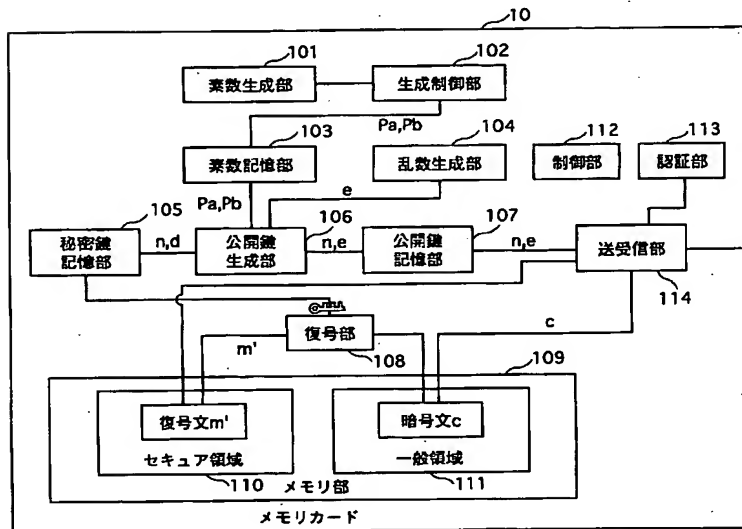 10
101
102
素数生成部
生成制御部
103
Pa,Pb
104
112
113
素数記憶部
乱数生成部
制御部
認証部
105
Pa,Pb
e
106
107
秘密鍵
記憶部
n,d
公開鍵
生成部
n,e
公開鍵
記憶部
n,e
送受信部
114
復号部
c
m'
108
109
復号文m'
暗号文c
セキュア領域
一般領域
110
メモリ部
111
メモリカード